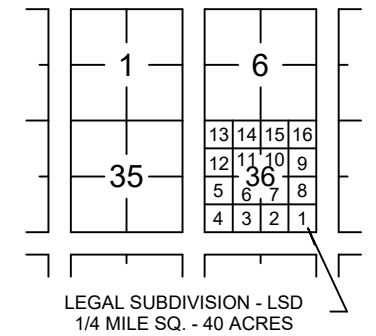 1 6
13 14 15 16
12 11 10 9
35 36
5 6 7 8
4 3 2 1
LEGAL SUBDIVISION - LSD
1/4 MILE SQ. - 40 ACRES